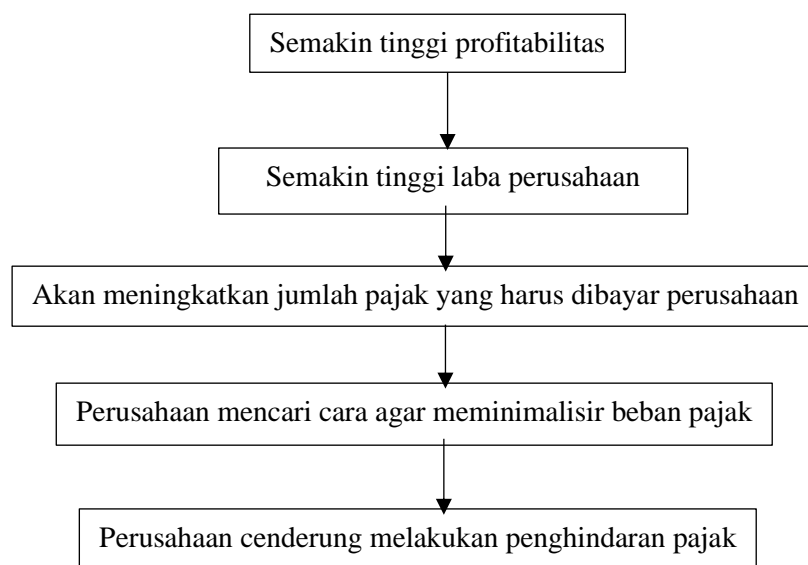 Semakin tinggi profitabilitas
Semakin tinggi laba perusahaan
Akan meningkatkan jumlah pajak yang harus dibayar perusahaan
Perusahaan mencari cara agar meminimalisir beban pajak
Perusahaan cenderung melakukan penghindaran pajak